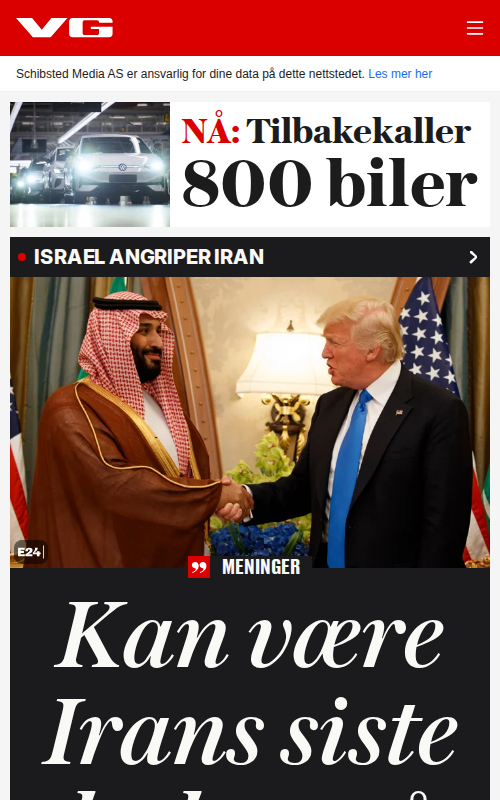 VG
Schibsted Media AS er ansvarlig for dine data på dette nettstedet. Les mer her
NÅ: Tilbakekaller
800 biler
ISRAEL ANGRIPER IRAN
E24
MENINGER
Kan være
Irans siste